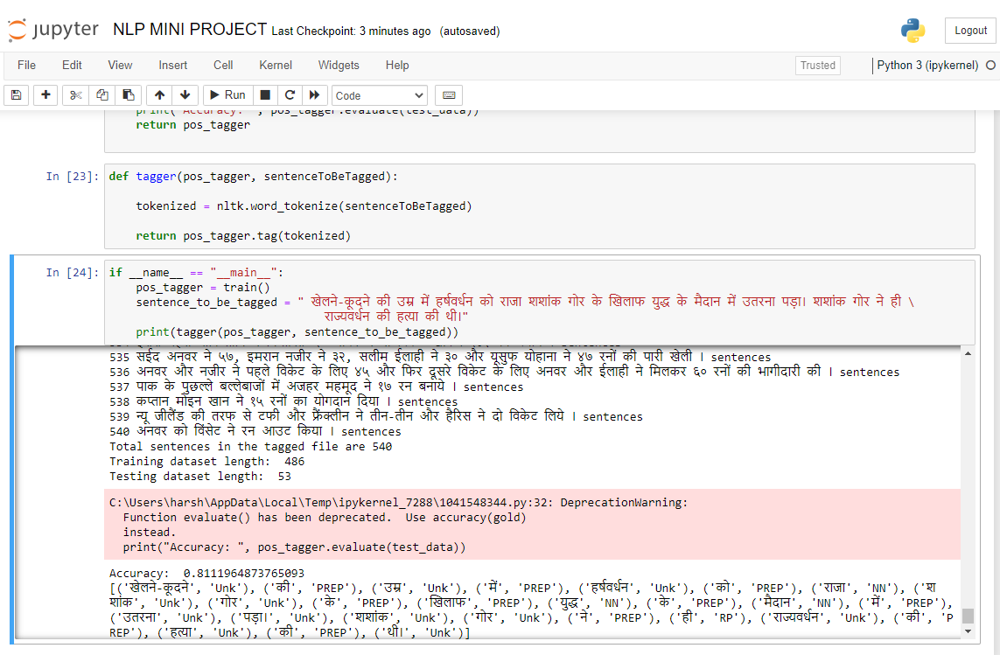 jupyter NLP MINI PROJECT Last Checkpoint: 3 minutes ago (autosaved)
Logout
File Edit View Insert Cell Kernel Widgets Help
Trusted
Python 3 (ipykernel)
Run
Code
print("Accuracy: ", pos_tagger.evaluate(test_data))
return pos_tagger
In [23]: def tagger(pos_tagger, sentenceToBeTagged):
tokenized = nltk.word_tokenize(sentenceToBeTagged)
return pos_tagger.tag(tokenized)
In [24]: if __name__ == "__main__":
pos_tagger = train()
sentence_to_be_tagged = " खेलने-कूदने की उम्र में हर्षवर्धन को राजा शशांक गोर के खिलाफ युद्ध के मैदान में उतरना पड़ा। शशांक गोर ने ही \
राज्यवर्धन की हत्या की थी।"
print(tagger(pos_tagger, sentence_to_be_tagged))
535 सईद अनवर ने ५७, इमरान नजीर ने ३२, सलीम ईलाही ने ३० और यूसुफ योहाना ने ४७ रनों की पारी खेली । sentences
536 अनवर और नजीर ने पहले विकेट के लिए ४५ और फिर दूसरे विकेट के लिए अनवर और ईलाही ने मिलकर ६० रनों की भागीदारी की । sentences
537 पाक के पुछल्ले बल्लेबाजों में अजहर महमूद ने १७ रन बनाये । sentences
538 कप्तान मोइन खान ने १५ रनों का योगदान दिया । sentences
539 न्यू जीलैंड की तरफ से टफी और फ्रैंक्लीन ने तीन-तीन और हैरिस ने दो विकेट लिये । sentences
540 अनवर को विंसेट ने रन आउट किया । sentences
Total sentences in the tagged file are 540
Training dataset length:  486
Testing dataset length:  53
C:\Users\harsh\AppData\Local\Temp\ipykernel_7288\1041548344.py:32: DeprecationWarning:
Function evaluate() has been deprecated.  Use accuracy(gold)
instead.
print("Accuracy: ", pos_tagger.evaluate(test_data))
Accuracy:  0.8111964873765093
[('खेलने-कूदने', 'Unk'), ('की', 'PREP'), ('उम्र', 'Unk'), ('में', 'PREP'), ('हर्षवर्धन', 'Unk'), ('को', 'PREP'), ('राजा', 'NN'), ('श
शांक', 'Unk'), ('गोर', 'Unk'), ('के', 'PREP'), ('खिलाफ', 'PREP'), ('युद्ध', 'NN'), ('के', 'PREP'), ('मैदान', 'NN'), ('में', 'PREP'),
('उतरना', 'Unk'), ('पड़ा।', 'Unk'), ('शशांक', 'Unk'), ('गोर', 'Unk'), ('ने', 'PREP'), ('ही', 'RP'), ('राज्यवर्धन', 'Unk'), ('की', 'P
REP'), ('हत्या', 'Unk'), ('की', 'PREP'), ('थी।', 'Unk')]